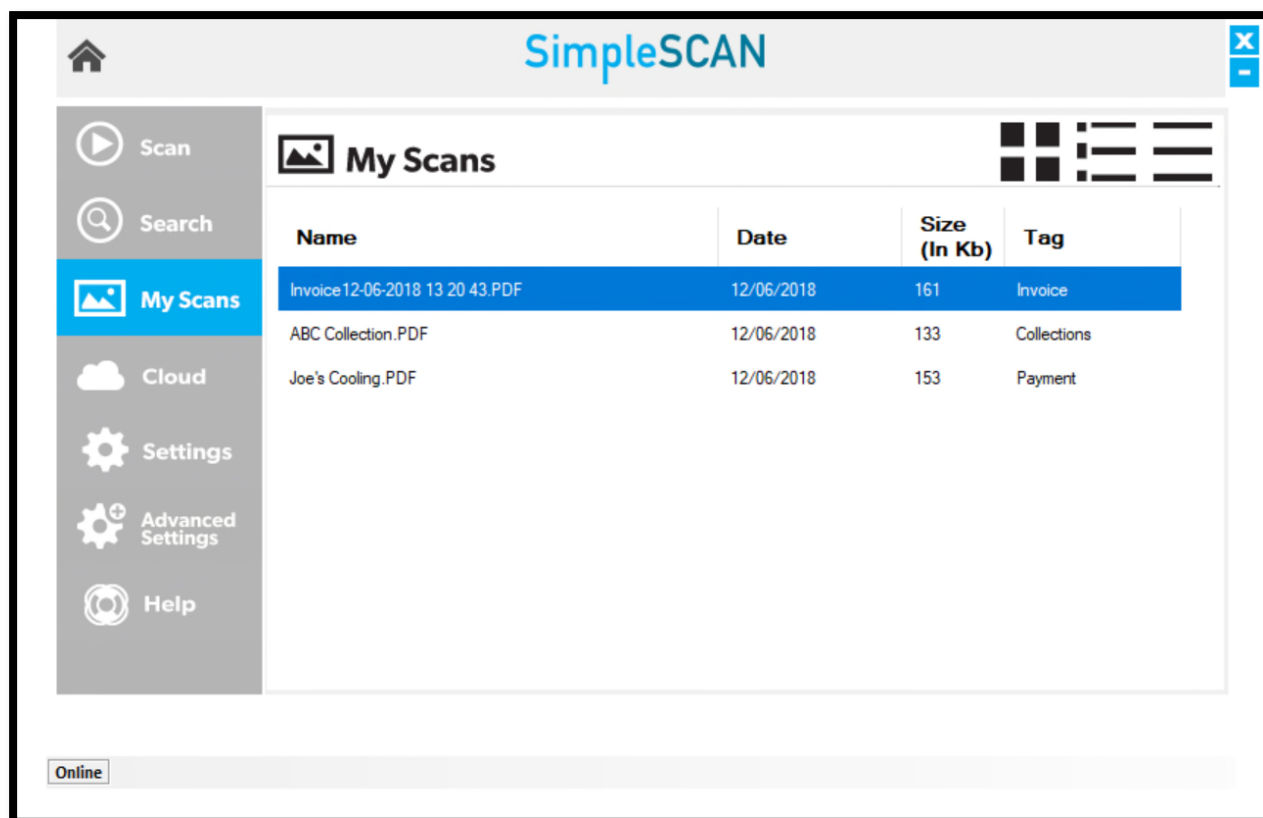 SimpleSCAN
X
-
Scan
Search
My Scans
Cloud
Settings
Advanced
Settings
Help
My Scans
Name Date Size (In Kb) Tag
Invoice12-06-2018 13 20 43.PDF 12/06/2018 161 Invoice
ABC Collection.PDF 12/06/2018 133 Collections
Joe's Cooling.PDF 12/06/2018 153 Payment
Online